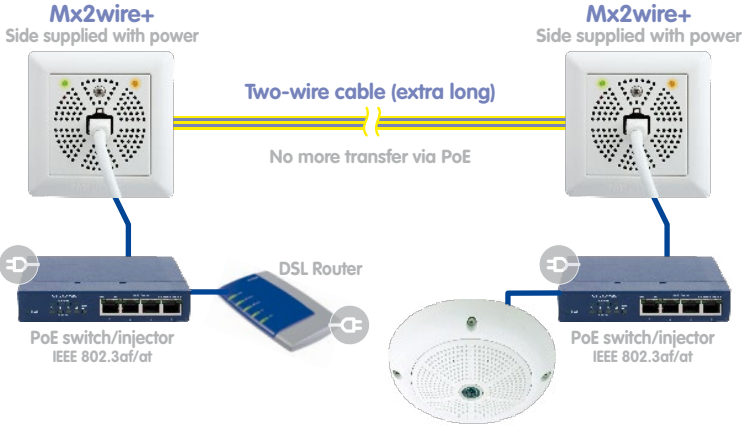 Mx2wire+
Side supplied with power
Mx2wire+
Side supplied with power
Two-wire cable (extra long)
No more transfer via PoE
DSL Router
PoE switch/injector
IEEE 802.3af/at
PoE switch/injector
IEEE 802.3af/at